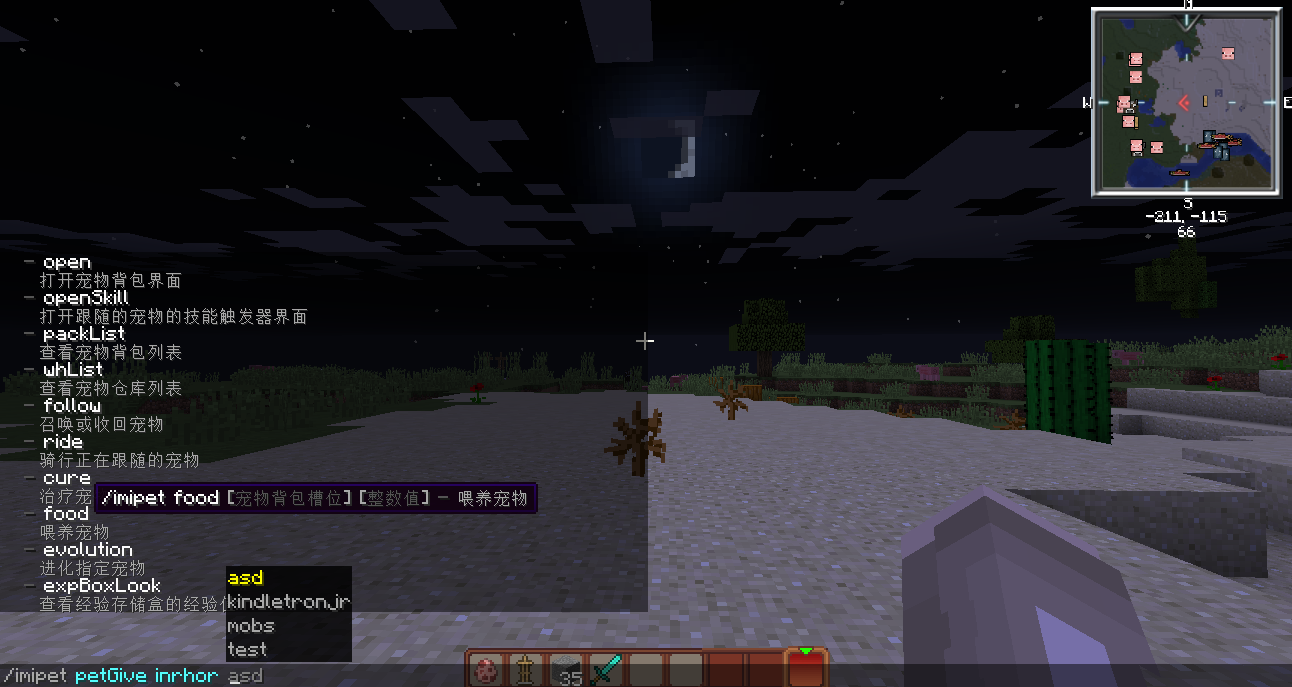 N
W
E
S
-211, -115
66
- open
打开宠物背包界面
- openSkill
打开跟随的宠物的技能触发器界面
- packList
查看宠物背包列表
- whList
查看宠物仓库列表
- follow
召唤或收回宠物
- ride
骑行正在跟随的宠物
- cure
治疗宠
/imipet food [宠物背包槽位] [整数值] - 喂养宠物
- food
喂养宠物
- evolution
进化指定宠物
- expBoxLook
查看经验存储盒的经验
asd
kindletron_jr
mobs
test
35
/imipet petGive inrhor asd